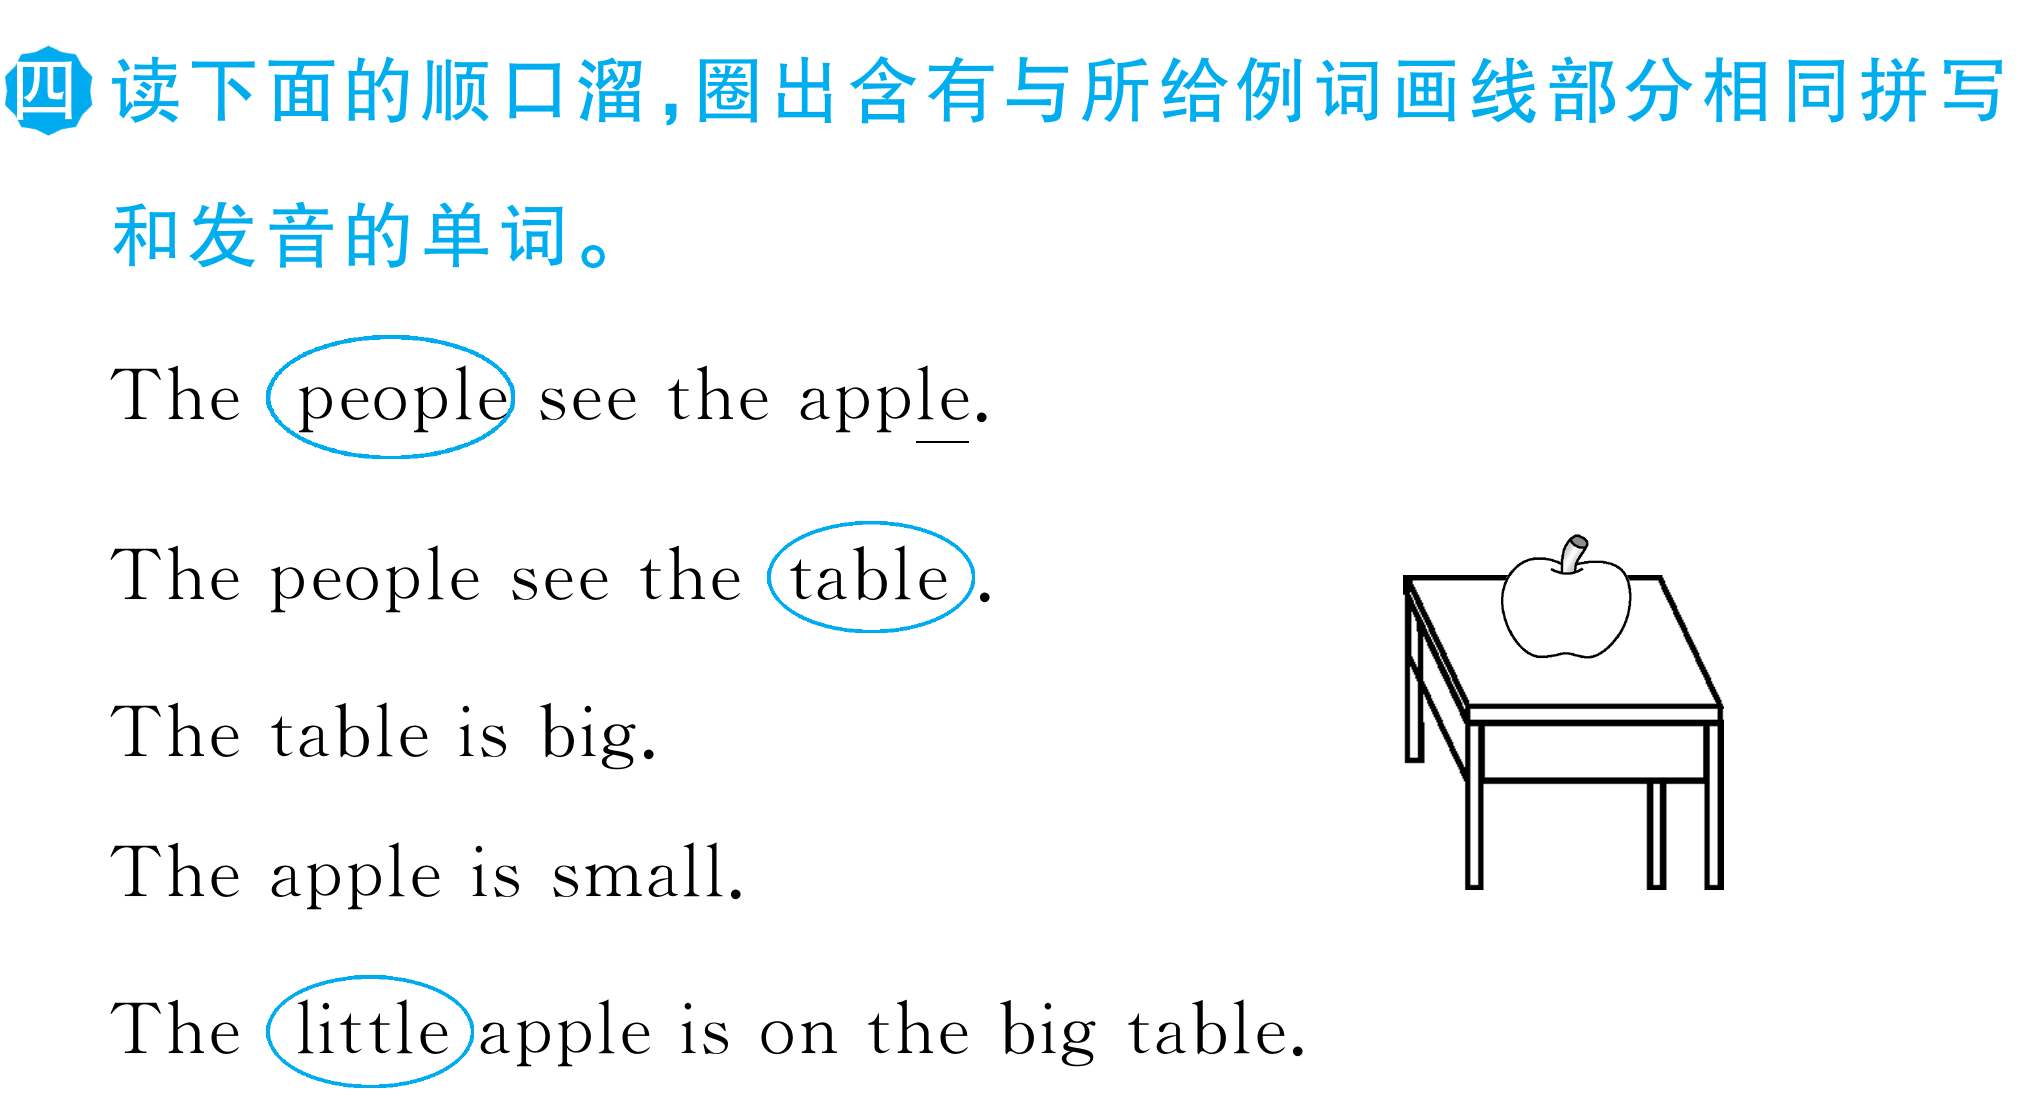 四 读下面的顺口溜,圈出含有与所给例词画线部分相同拼写
和发音的单词。
The people see the apple.
The people see the table.
The table is big.
The apple is small.
The little apple is on the big table.